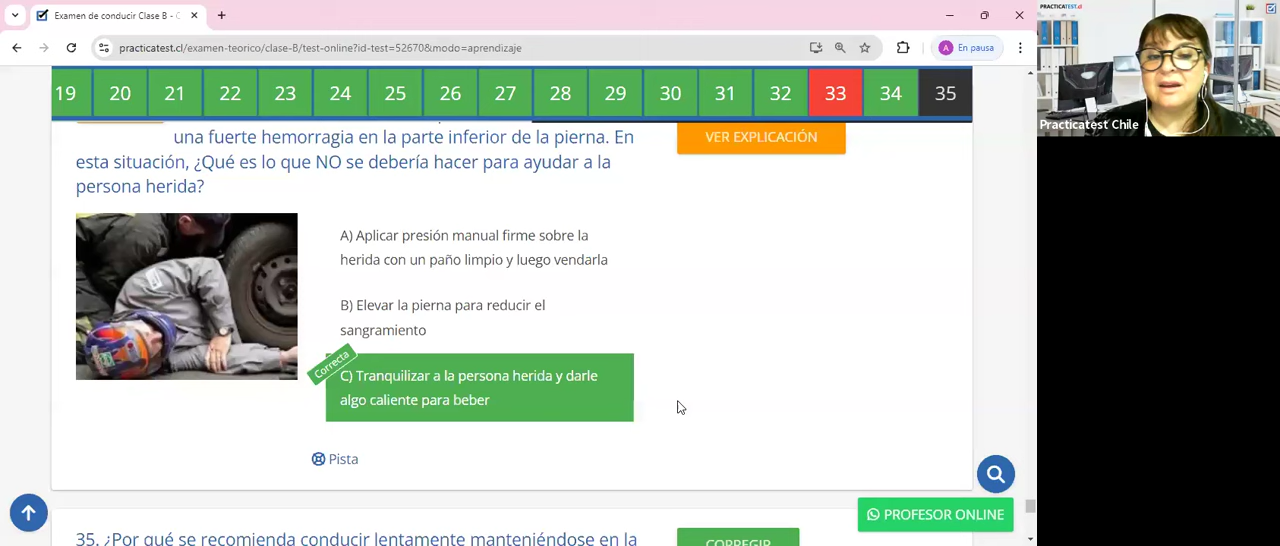 Examen de conducir Clase B - C
practicatest.cl/examen-teorico/clase-B/test-online?id-test=52670&modo=aprendizaje
A
En pausa
PRACTICATEST.cl
19 20 21 22 23 24 25 26 27 28 29 30 31 32 33 34 35
Practicatest Chile
una fuerte hemorragia en la parte inferior de la pierna. En
esta situación, ¿Qué es lo que NO se debería hacer para ayudar a la
persona herida?
VER EXPLICACIÓN
A) Aplicar presión manual firme sobre la
herida con un paño limpio y luego vendarla
B) Elevar la pierna para reducir el
sangramiento
Correcta
C) Tranquilizar a la persona herida y darle
algo caliente para beber
Pista
PROFESOR ONLINE
35. ¿Por qué se recomienda conducir lentamente manteniéndose en la
CORREGIR